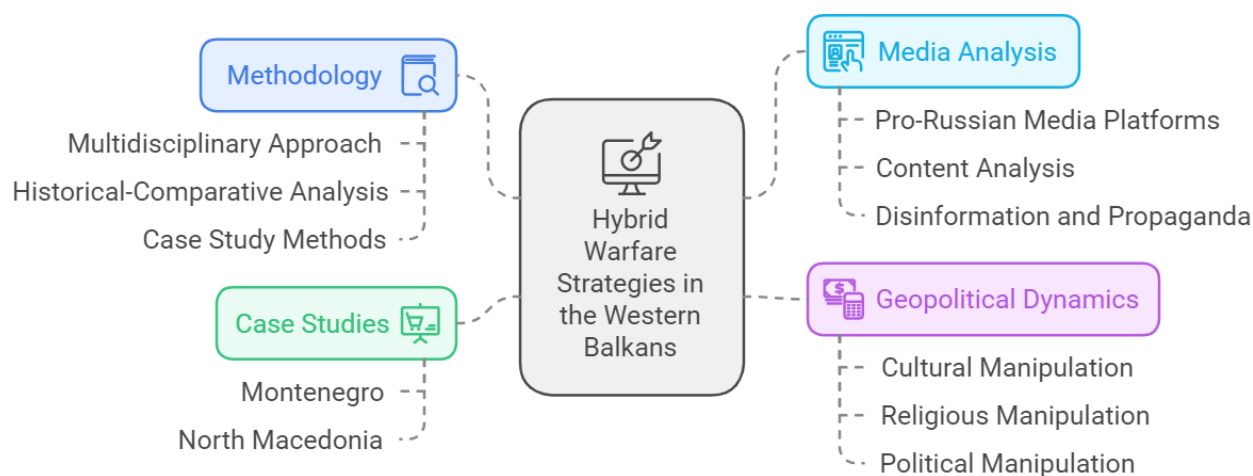 Methodology
Multidisciplinary Approach
Historical-Comparative Analysis
Case Study Methods
Case Studies
Montenegro
North Macedonia
Hybrid
Warfare
Strategies in
the Western
Balkans
Media Analysis
Pro-Russian Media Platforms
Content Analysis
Disinformation and Propaganda
$
Geopolitical Dynamics
Cultural Manipulation
Religious Manipulation
Political Manipulation